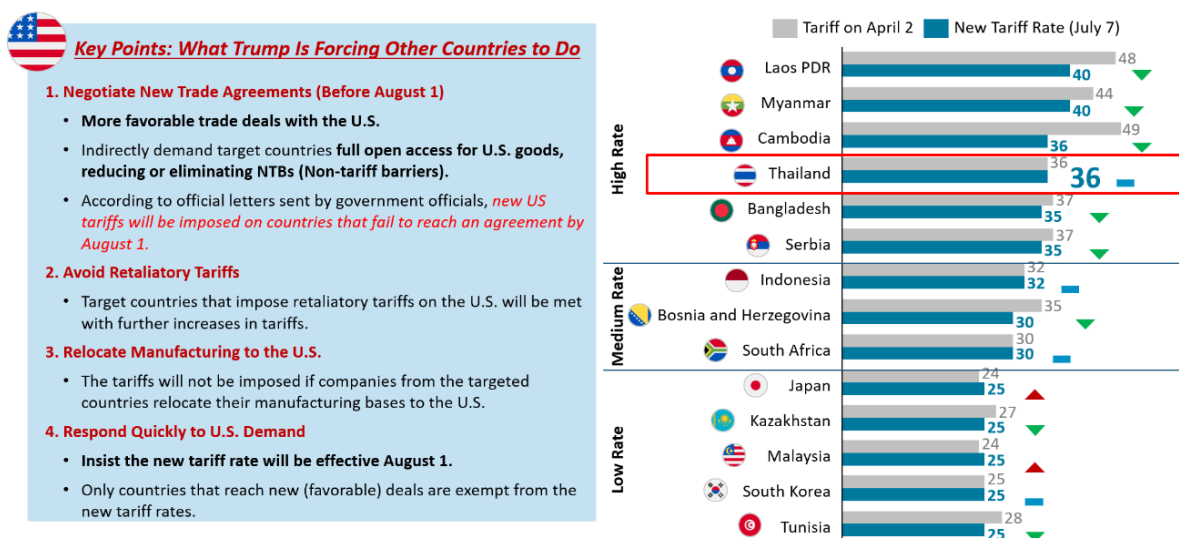 Key Points: What Trump Is Forcing Other Countries to Do
1. Negotiate New Trade Agreements (Before August 1)
• More favorable trade deals with the U.S.
• Indirectly demand target countries full open access for U.S. goods,
reducing or eliminating NTBs (Non-tariff barriers).
• According to official letters sent by government officials, new US
tariffs will be imposed on countries that fail to reach an agreement by
August 1.
2. Avoid Retaliatory Tariffs
• Target countries that impose retaliatory tariffs on the U.S. will be met
with further increases in tariffs.
3. Relocate Manufacturing to the U.S.
• The tariffs will not be imposed if companies from the targeted
countries relocate their manufacturing bases to the U.S.
4. Respond Quickly to U.S. Demand
• Insist the new tariff rate will be effective August 1.
• Only countries that reach new (favorable) deals are exempt from the
new tariff rates.
Tariff on April 2 New Tariff Rate (July 7)
High Rate
Laos PDR 48
40
Myanmar 44
40
Cambodia 49
36
Thailand 36
36
Bangladesh 37
35
Serbia 37
35
Medium Rate
Indonesia 32
32
Bosnia and Herzegovina 35
30
South Africa 30
30
Low Rate
Japan 24
25
Kazakhstan 27
25
Malaysia 24
25
South Korea 25
25
Tunisia 28
25